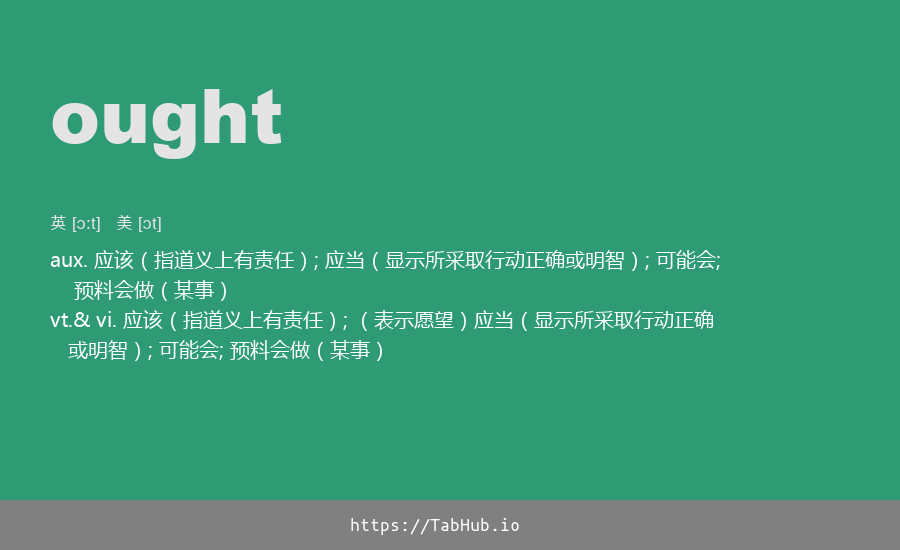 ought
英 [ɔ:t] 美 [ɔt]
aux. 应该（指道义上有责任）; 应当（显示所采取行动正确或明智）; 可能会;
预料会做（某事）
vt.& vi. 应该（指道义上有责任）; （表示愿望）应当（显示所采取行动正确
或明智）; 可能会; 预料会做（某事）
https://TabHub.io